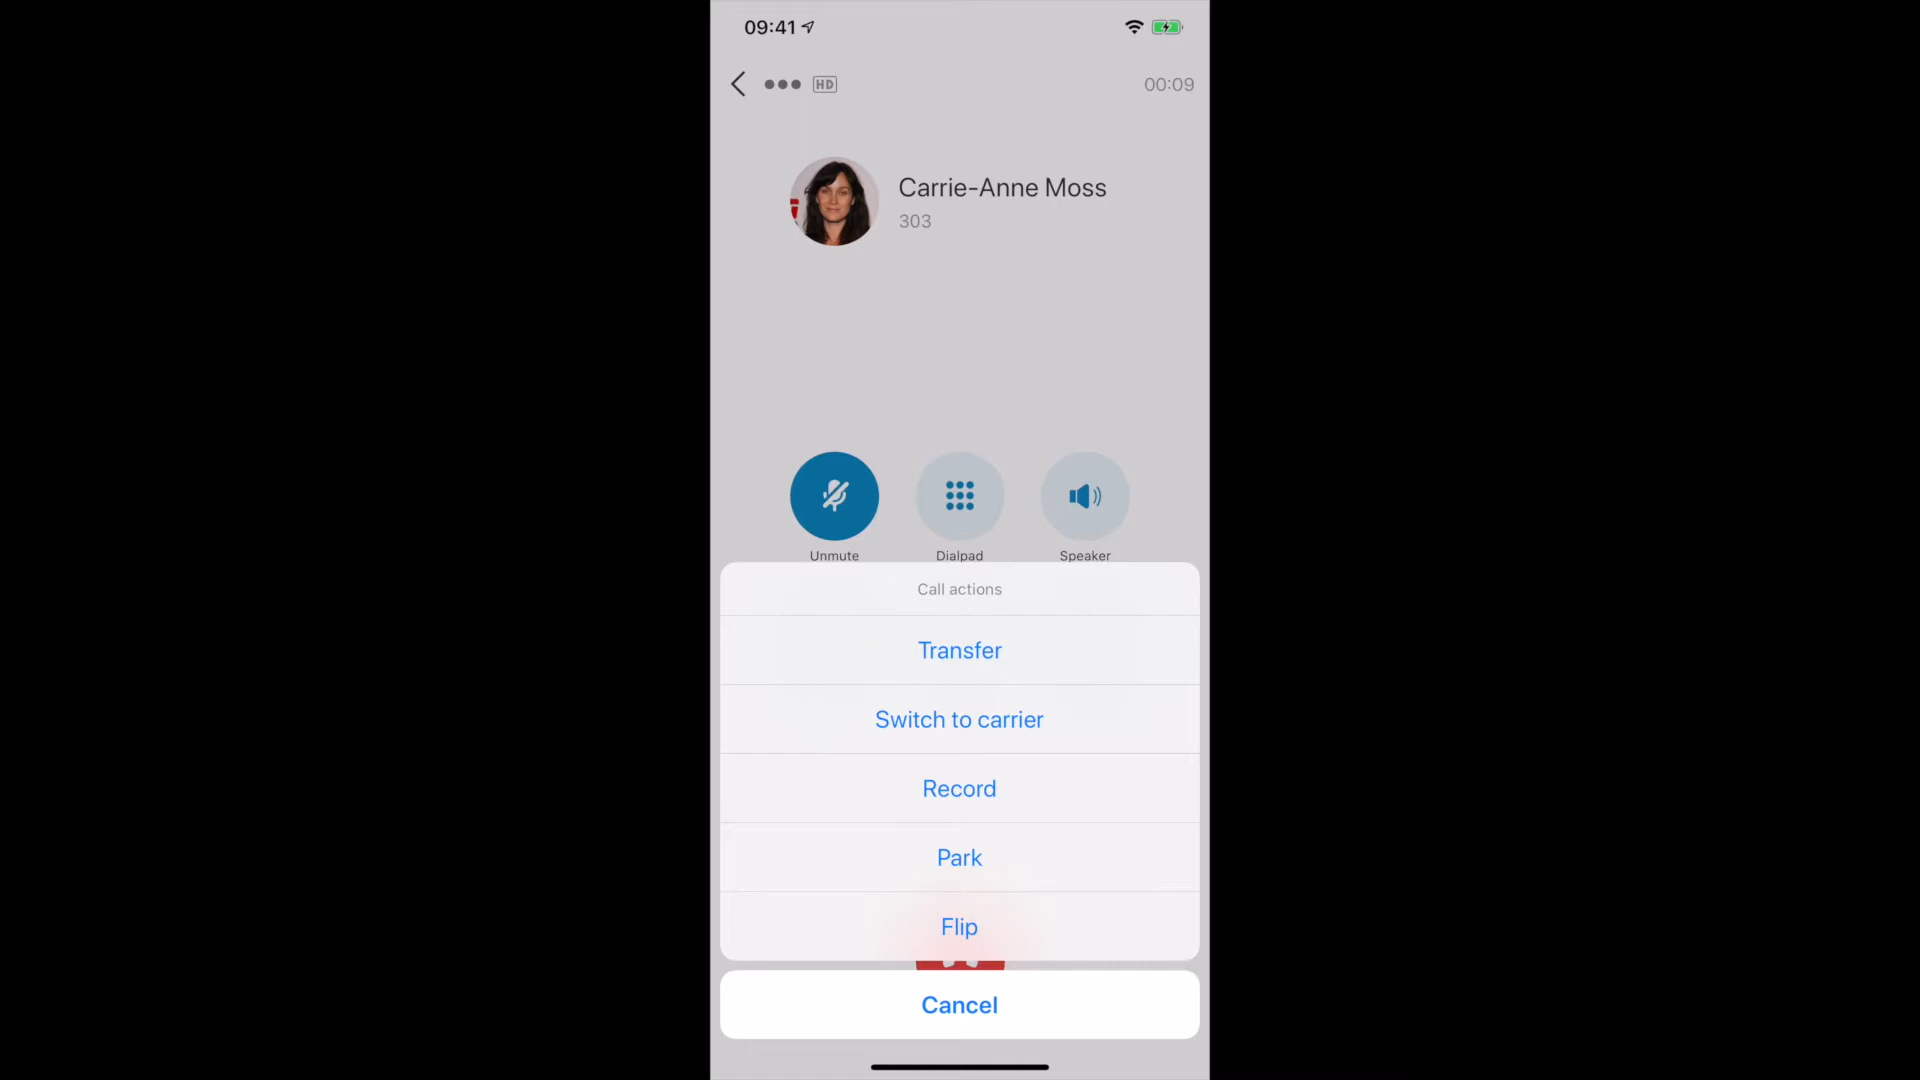 09:41
HD
00:09
Carrie-Anne Moss
303
Unmute
Dialpad
Speaker
Call actions
Transfer
Switch to carrier
Record
Park
Flip
Cancel